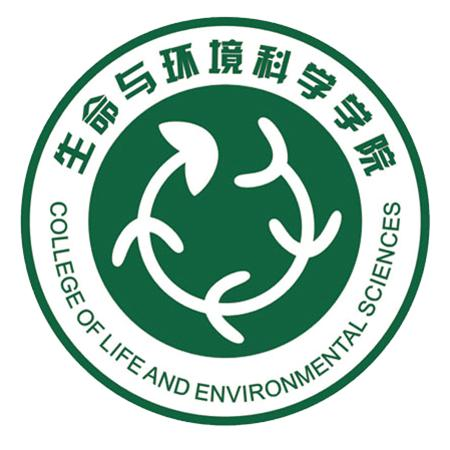 生命与环境科学学院
COLLEGE OF LIFE AND ENVIRONMENTAL SCIENCES